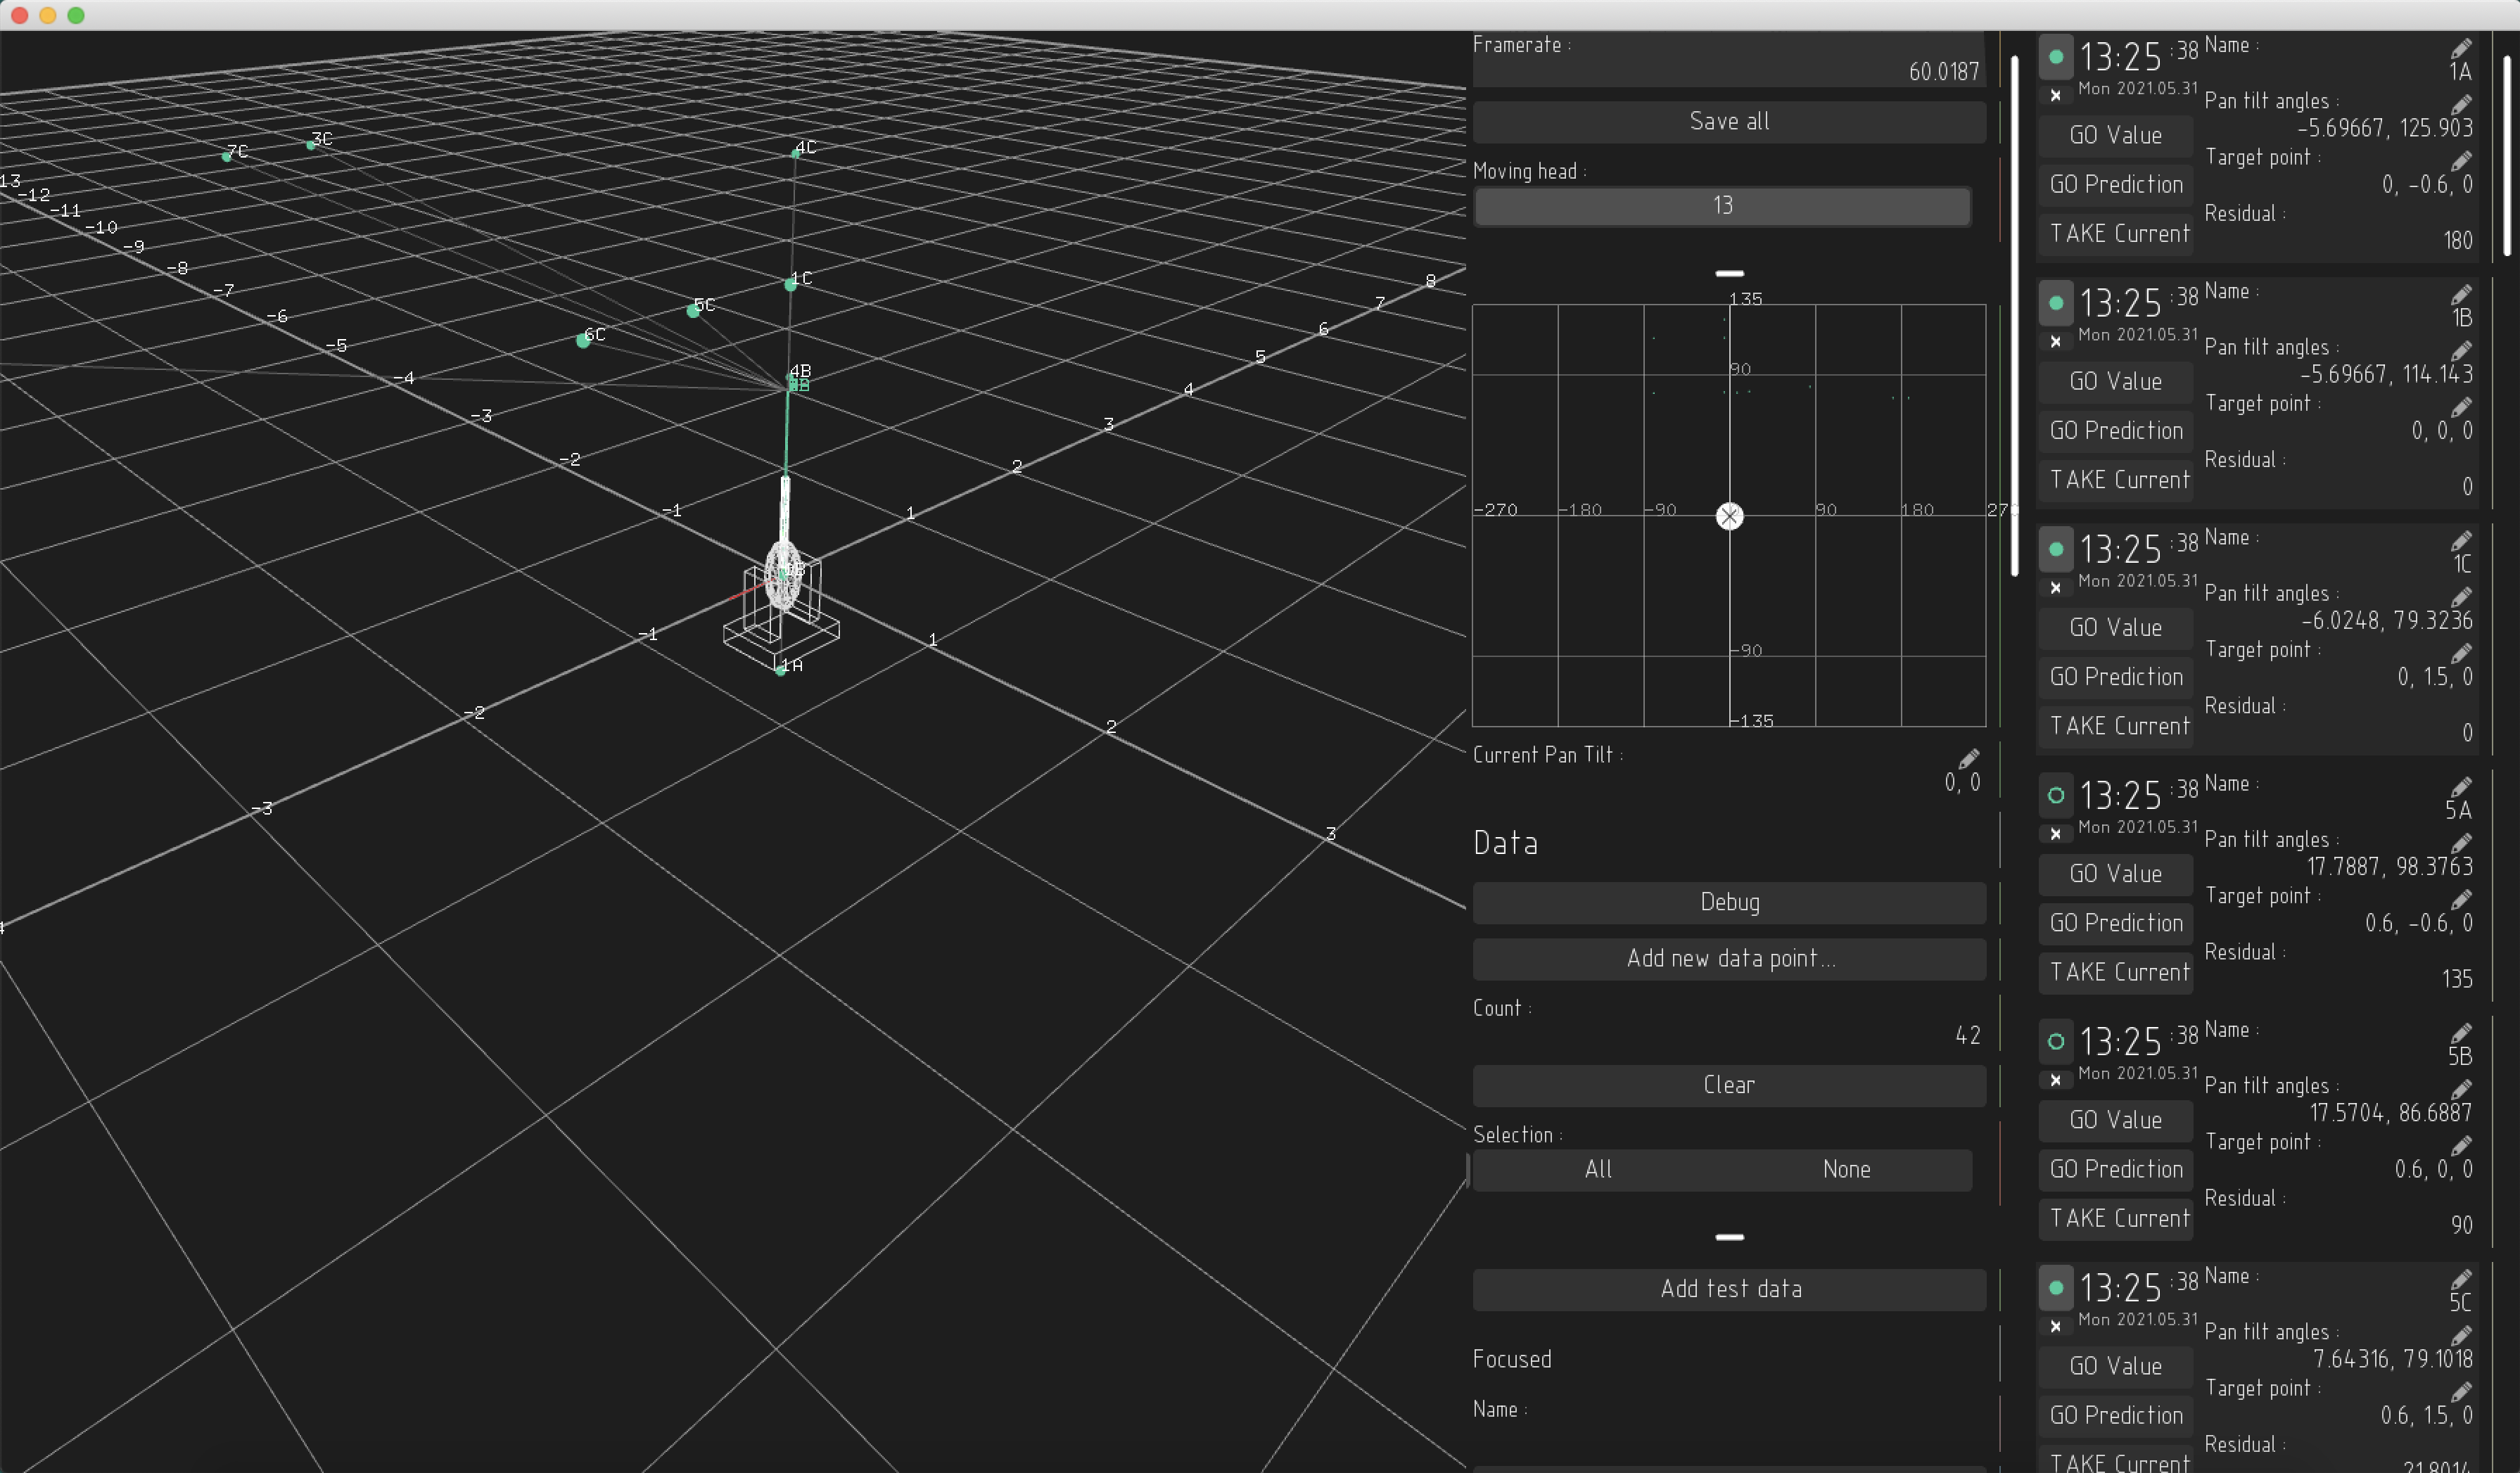 7C
3C
4C
1C
5C
6C
4B
1A
13
-12
-11
-10
-9
-8
-7
-6
-5
-4
-3
-2
-1
1
2
3
4
5
6
7
8
-1
-2
-3
1
2
3
Framerate :
60.0187
Save all
Moving head :
13
135
90
-270
-180
-90
90
180
-90
-135
Current Pan Tilt :
0, 0
Data
Debug
Add new data point...
Count :
42
Clear
Selection :
All None
Add test data
Focused
Name :
13:25 :38
Mon 2021.05.31
x
GO Value
GO Prediction
TAKE Current
Name :
1A
Pan tilt angles :
-5.69667, 125.903
Target point :
0, -0.6, 0
Residual :
180
13:25 :38
Mon 2021.05.31
x
GO Value
GO Prediction
TAKE Current
Name :
1B
Pan tilt angles :
-5.69667, 114.143
Target point :
0, 0, 0
Residual :
0
13:25 :38
Mon 2021.05.31
x
GO Value
GO Prediction
TAKE Current
Name :
1C
Pan tilt angles :
-6.0248, 79.3236
Target point :
0, 1.5, 0
Residual :
0
13:25 :38
Mon 2021.05.31
x
GO Value
GO Prediction
TAKE Current
Name :
5A
Pan tilt angles :
17.7887, 98.3763
Target point :
0.6, -0.6, 0
Residual :
135
13:25 :38
Mon 2021.05.31
x
GO Value
GO Prediction
TAKE Current
Name :
5B
Pan tilt angles :
17.5704, 86.6887
Target point :
0.6, 0, 0
Residual :
90
13:25 :38
Mon 2021.05.31
x
GO Value
GO Prediction
TAKE Current
Name :
5C
Pan tilt angles :
7.64316, 79.1018
Target point :
0.6, 1.5, 0
Residual :
21.8014